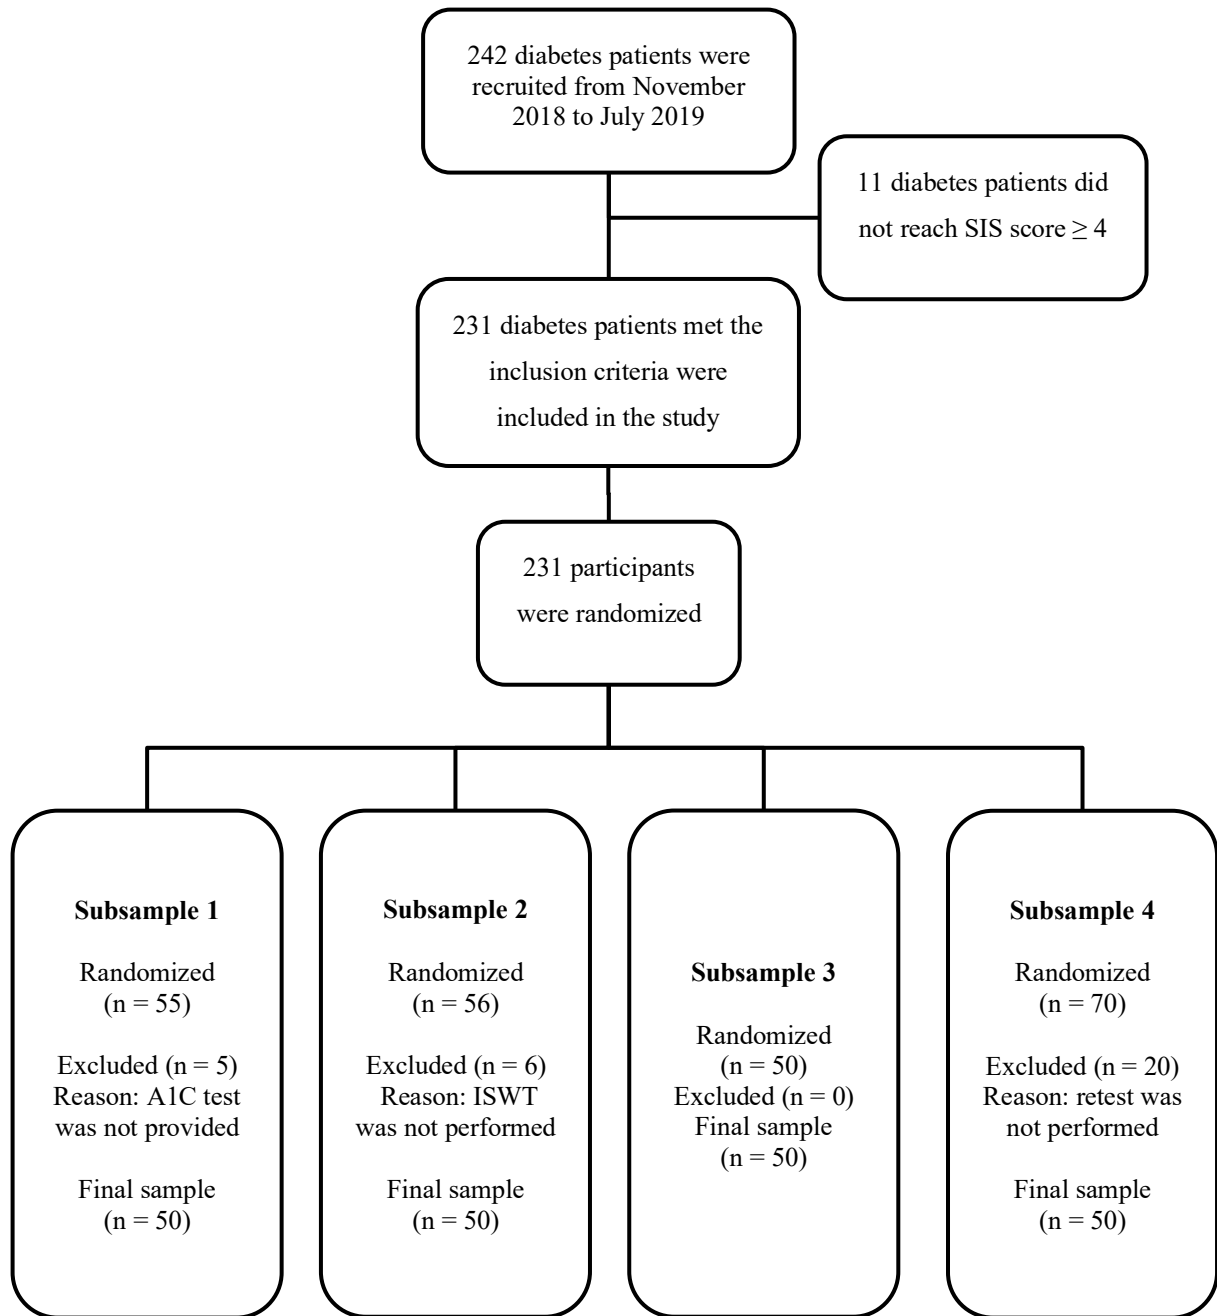 242 diabetes patients were
recruited from November
2018 to July 2019
11 diabetes patients did
not reach SIS score ≥ 4
231 diabetes patients met the
inclusion criteria were
included in the study
231 participants
were randomized
Subsample 1
Randomized
(n = 55)
Excluded (n = 5)
Reason: A1C test
was not provided
Final sample
(n = 50)
Subsample 2
Randomized
(n = 56)
Excluded (n = 6)
Reason: ISWT
was not performed
Final sample
(n = 50)
Subsample 3
Randomized
(n = 50)
Excluded (n = 0)
Final sample
(n = 50)
Subsample 4
Randomized
(n = 70)
Excluded (n = 20)
Reason: retest was
not performed
Final sample
(n = 50)